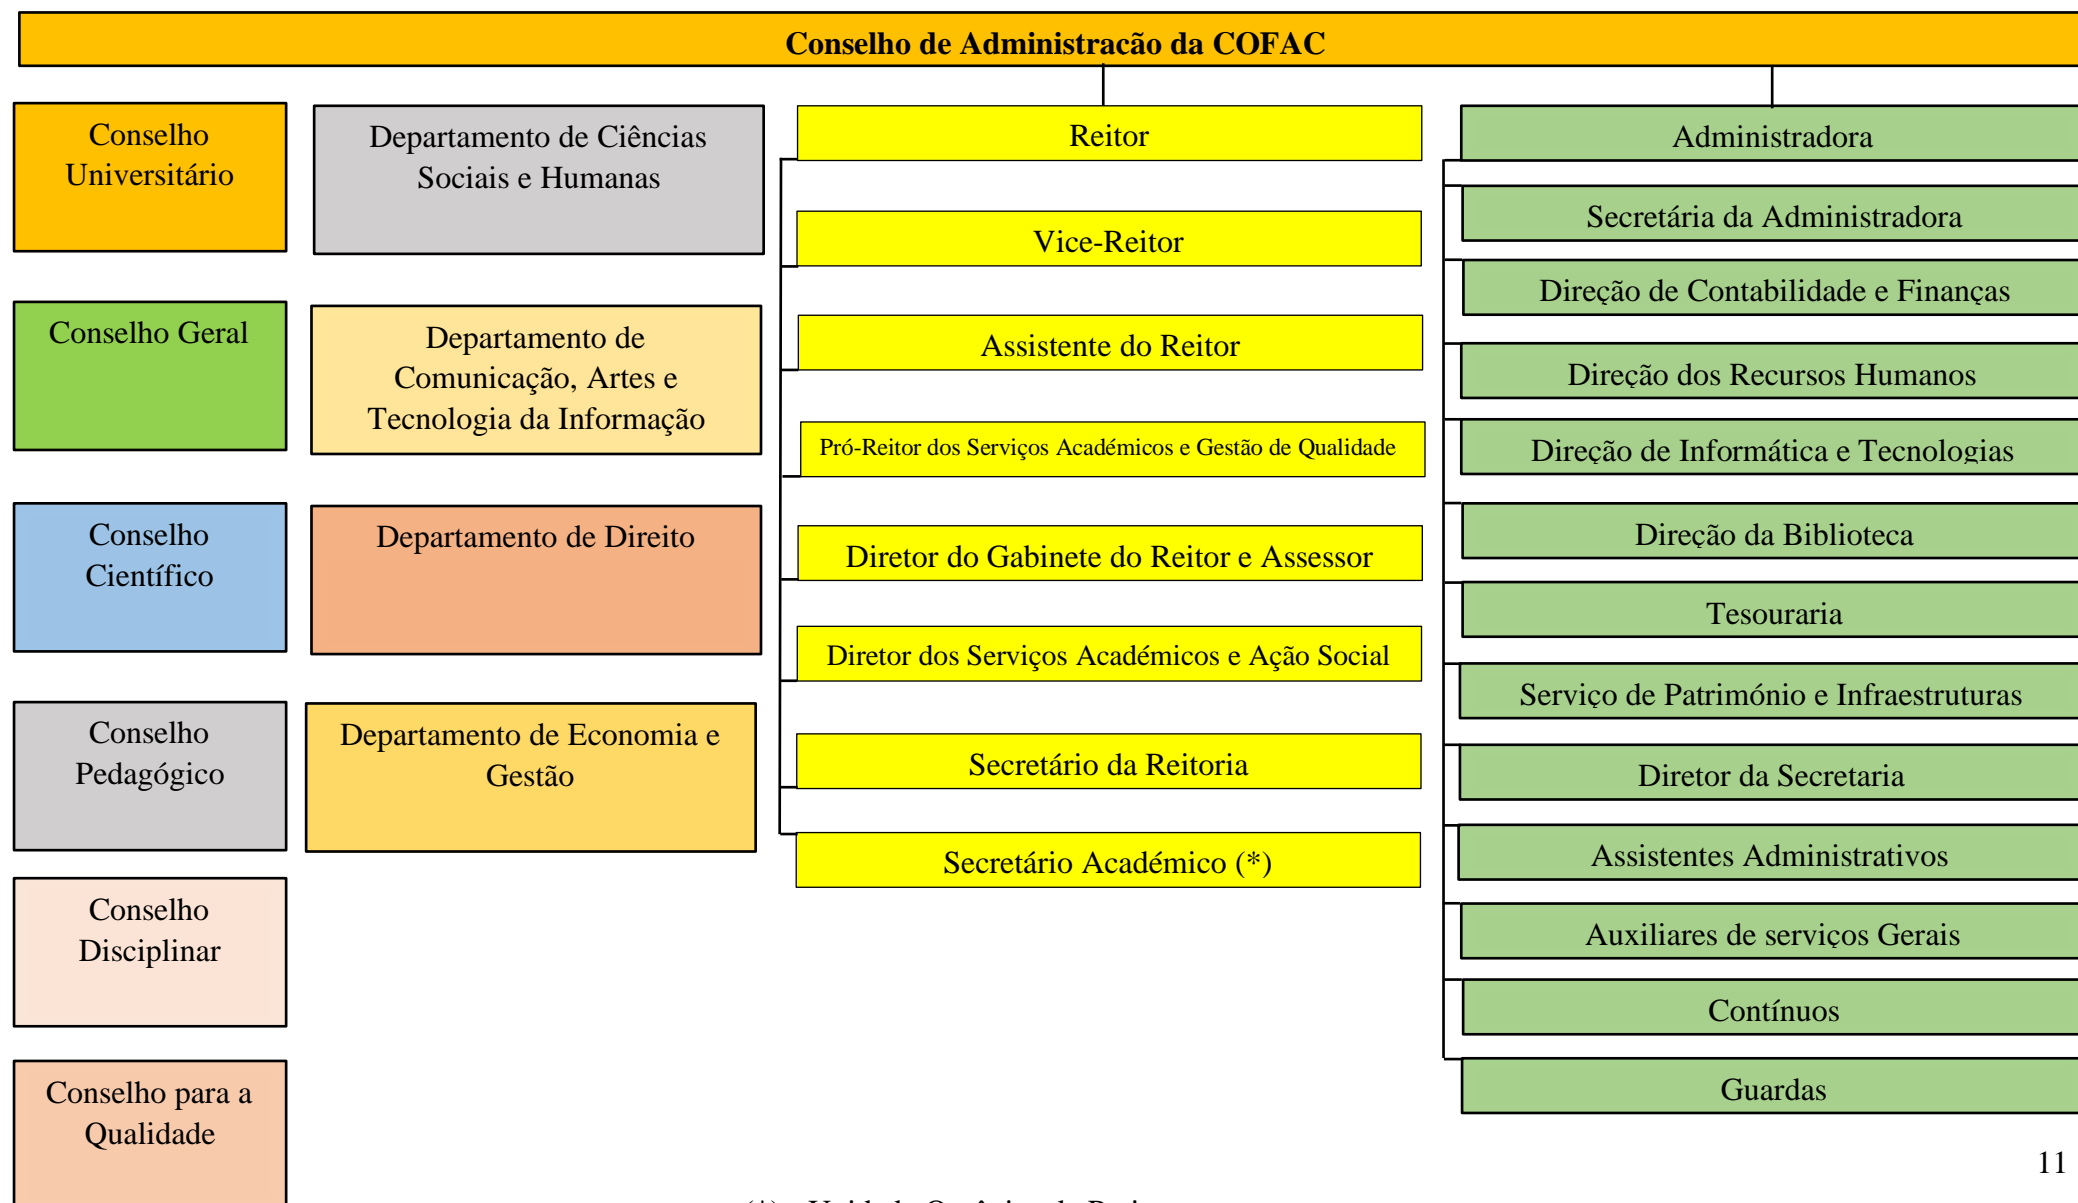 Conselho de Administracão da COFAC
Conselho
Universitário
Conselho Geral
Conselho
Científico
Conselho
Pedagógico
Conselho
Disciplinar
Conselho para a
Qualidade
Departamento de Ciências
Sociais e Humanas
Departamento de
Comunicação, Artes e
Tecnologia da Informação
Departamento de Direito
Departamento de Economia e
Gestão
Reitor
Vice-Reitor
Assistente do Reitor
Pró-Reitor dos Serviços Académicos e Gestão de Qualidade
Diretor do Gabinete do Reitor e Assessor
Diretor dos Serviços Académicos e Ação Social
Secretário da Reitoria
Secretário Académico (*)
Administradora
Secretária da Administradora
Direção de Contabilidade e Finanças
Direção dos Recursos Humanos
Direção de Informática e Tecnologias
Direção da Biblioteca
Tesouraria
Serviço de Património e Infraestruturas
Diretor da Secretaria
Assistentes Administrativos
Auxiliares de serviços Gerais
Contínuos
Guardas
11